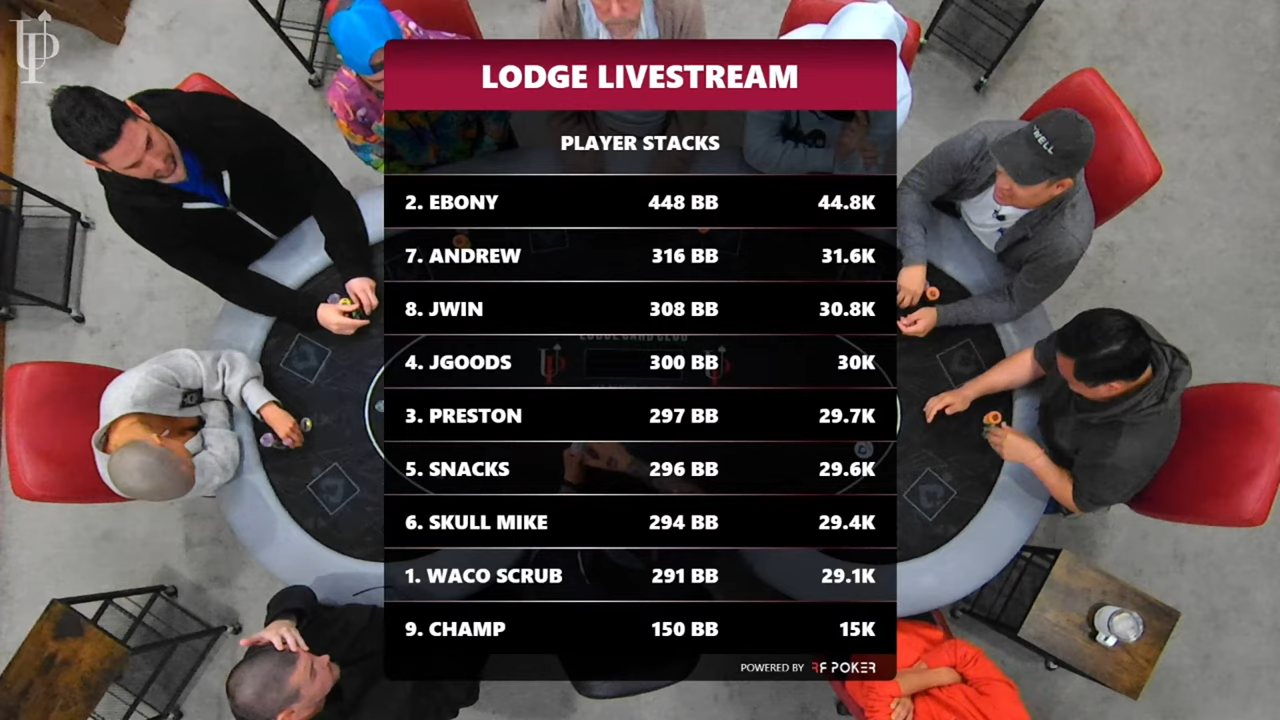 UP
LODGE LIVESTREAM
PLAYER STACKS
2. EBONY 448 BB 44.8K
7. ANDREW 316 BB 31.6K
8. JWIN 308 BB 30.8K
4. JGOODS 300 BB 30K
3. PRESTON 297 BB 29.7K
5. SNACKS 296 BB 29.6K
6. SKULL MIKE 294 BB 29.4K
1. WACO SCRUB 291 BB 29.1K
9. CHAMP 150 BB 15K
POWERED BY RF POKER